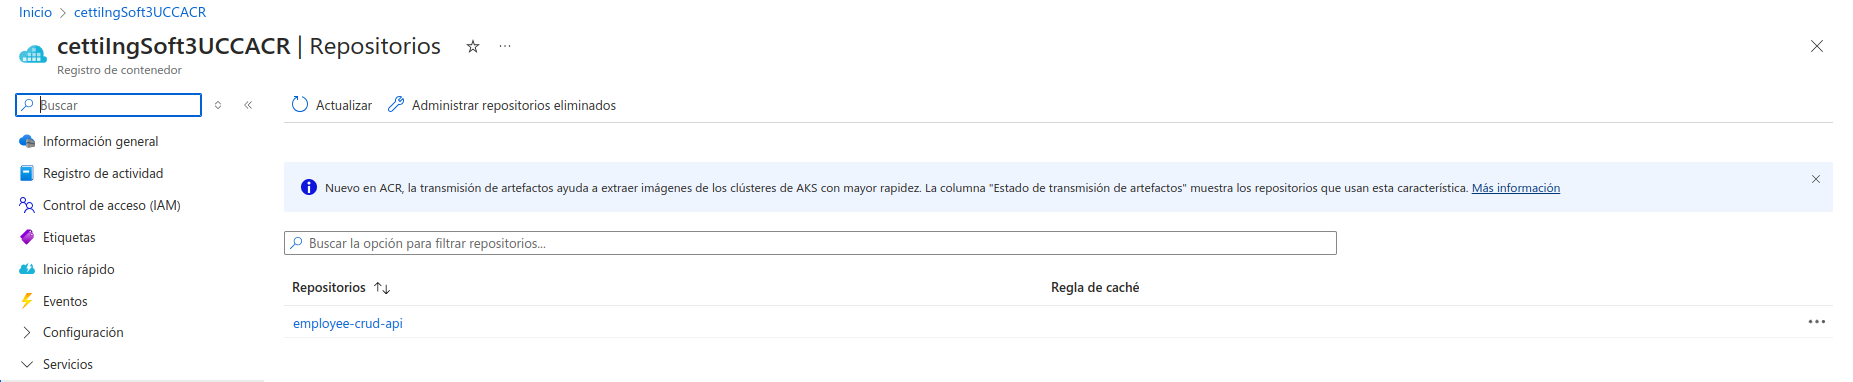 Inicio > cettiIngSoft3UCCACR
cettiIngSoft3UCCACR | Repositorios
Registro de contenedor
Buscar
Actualizar
Administrar repositorios eliminados
Información general
Registro de actividad
Control de acceso (IAM)
Etiquetas
Inicio rápido
Eventos
Configuración
Servicios
Nuevo en ACR, la transmisión de artefactos ayuda a extraer imágenes de los clústeres de AKS con mayor rapidez. La columna "Estado de transmisión de artefactos" muestra los repositorios que usan esta característica. Más información
Buscar la opción para filtrar repositorios...
Repositorios
Regla de caché
employee-crud-api